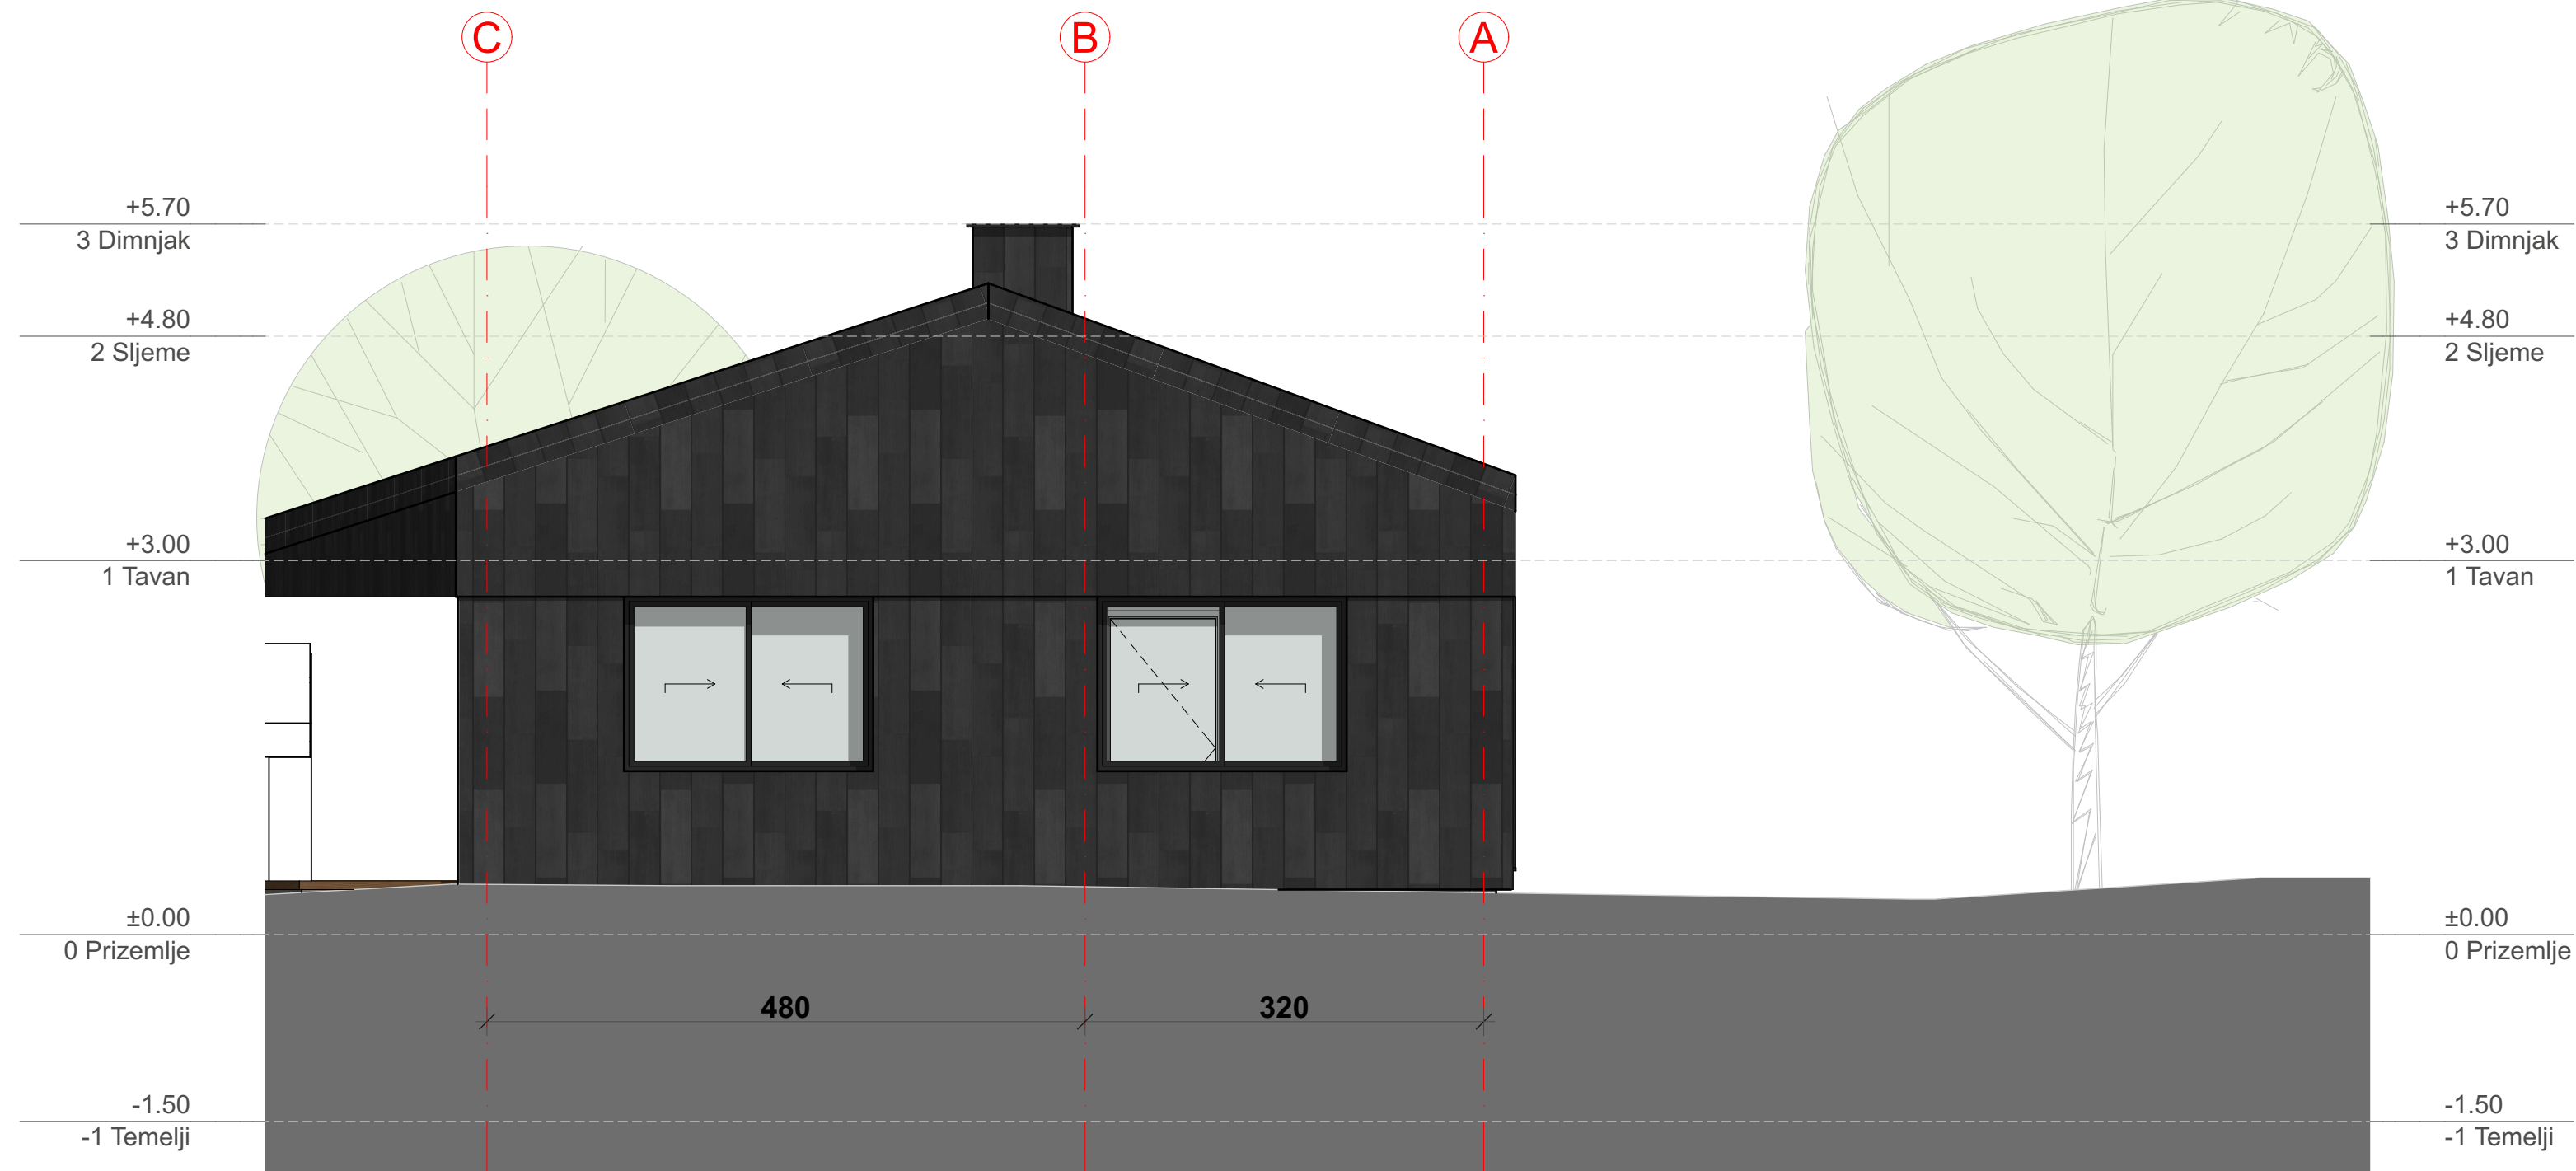 C
B
A
+5.70
3 Dimnjak
+5.70
3 Dimnjak
+4.80
2 Sljeme
+4.80
2 Sljeme
+3.00
1 Tavan
+3.00
1 Tavan
±0.00
0 Prizemlje
±0.00
0 Prizemlje
480
320
-1.50
-1 Temelji
-1.50
-1 Temelji